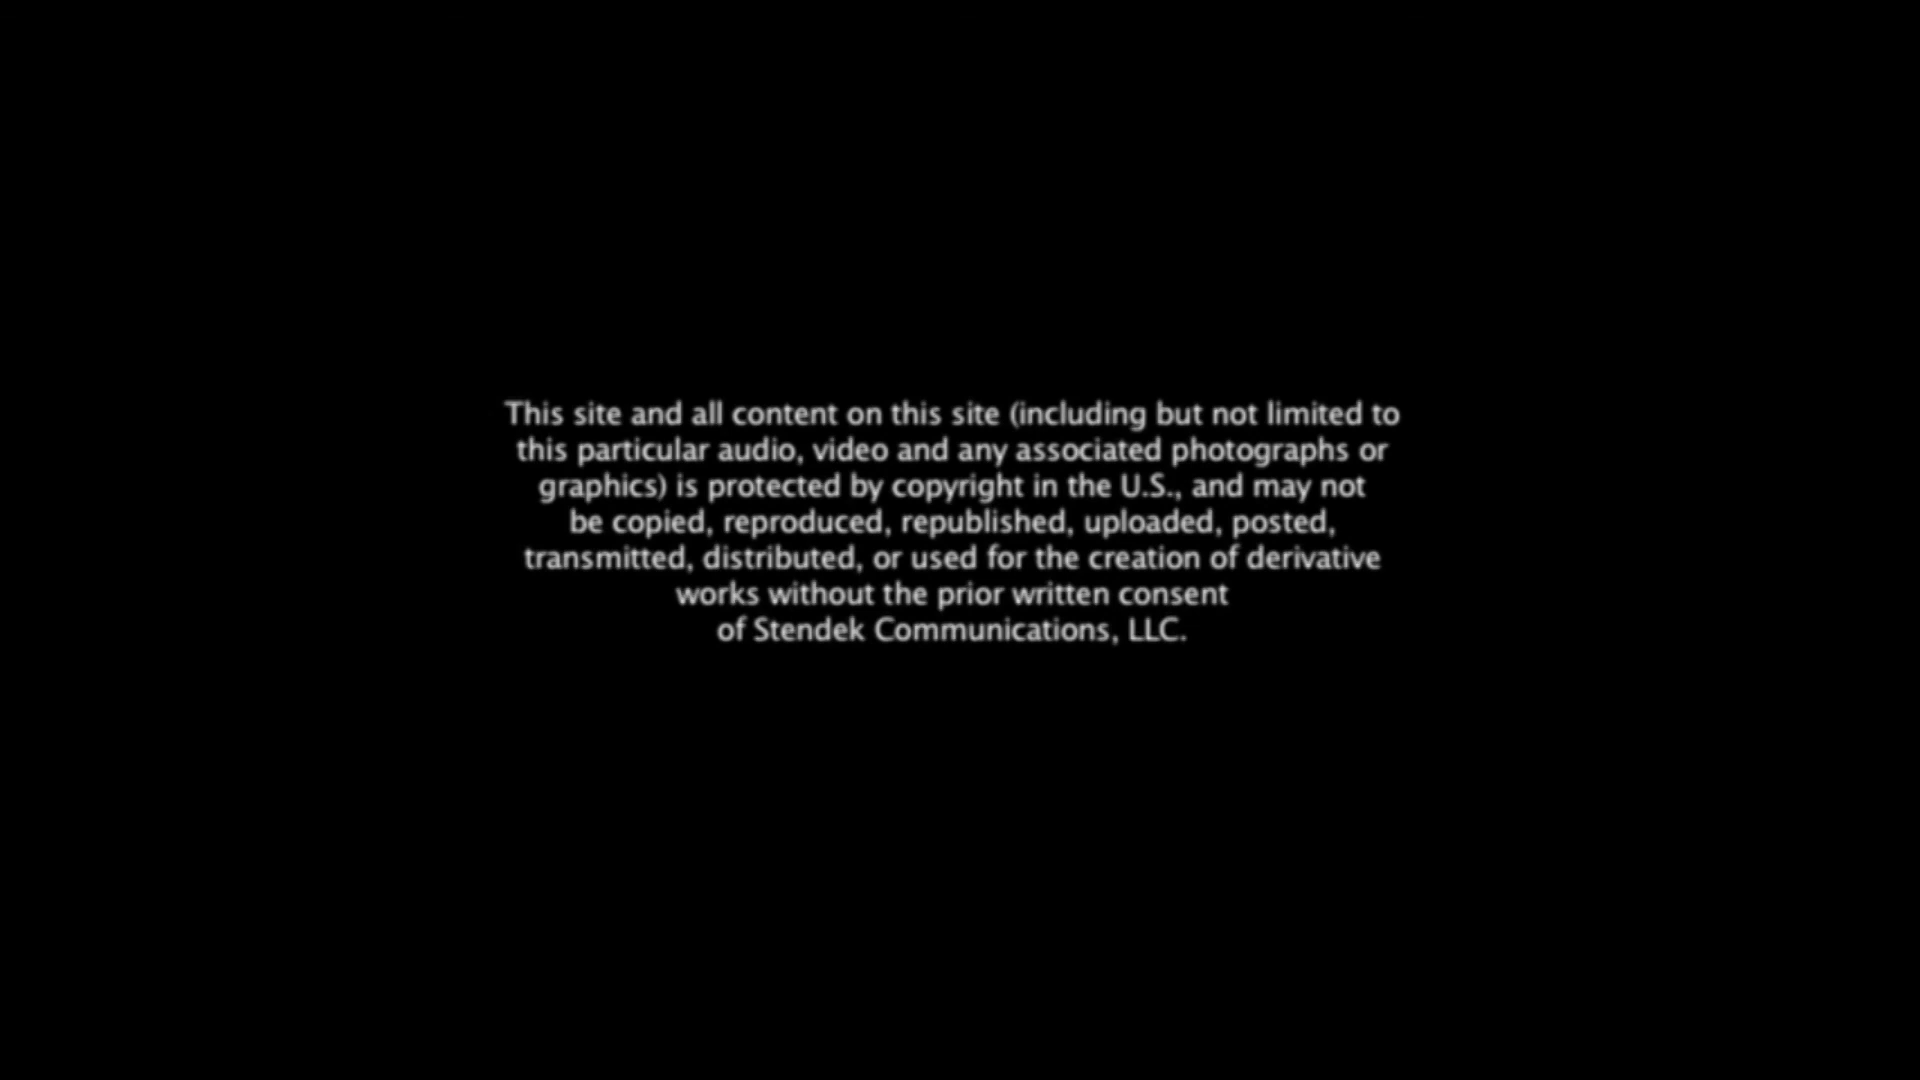 This site and all content on this site (including but not limited to
this particular audio, video and any associated photographs or
graphics) is protected by copyright in the U.S., and may not
be copied, reproduced, republished, uploaded, posted,
transmitted, distributed, or used for the creation of derivative
works without the prior written consent
of Stendek Communications, LLC.